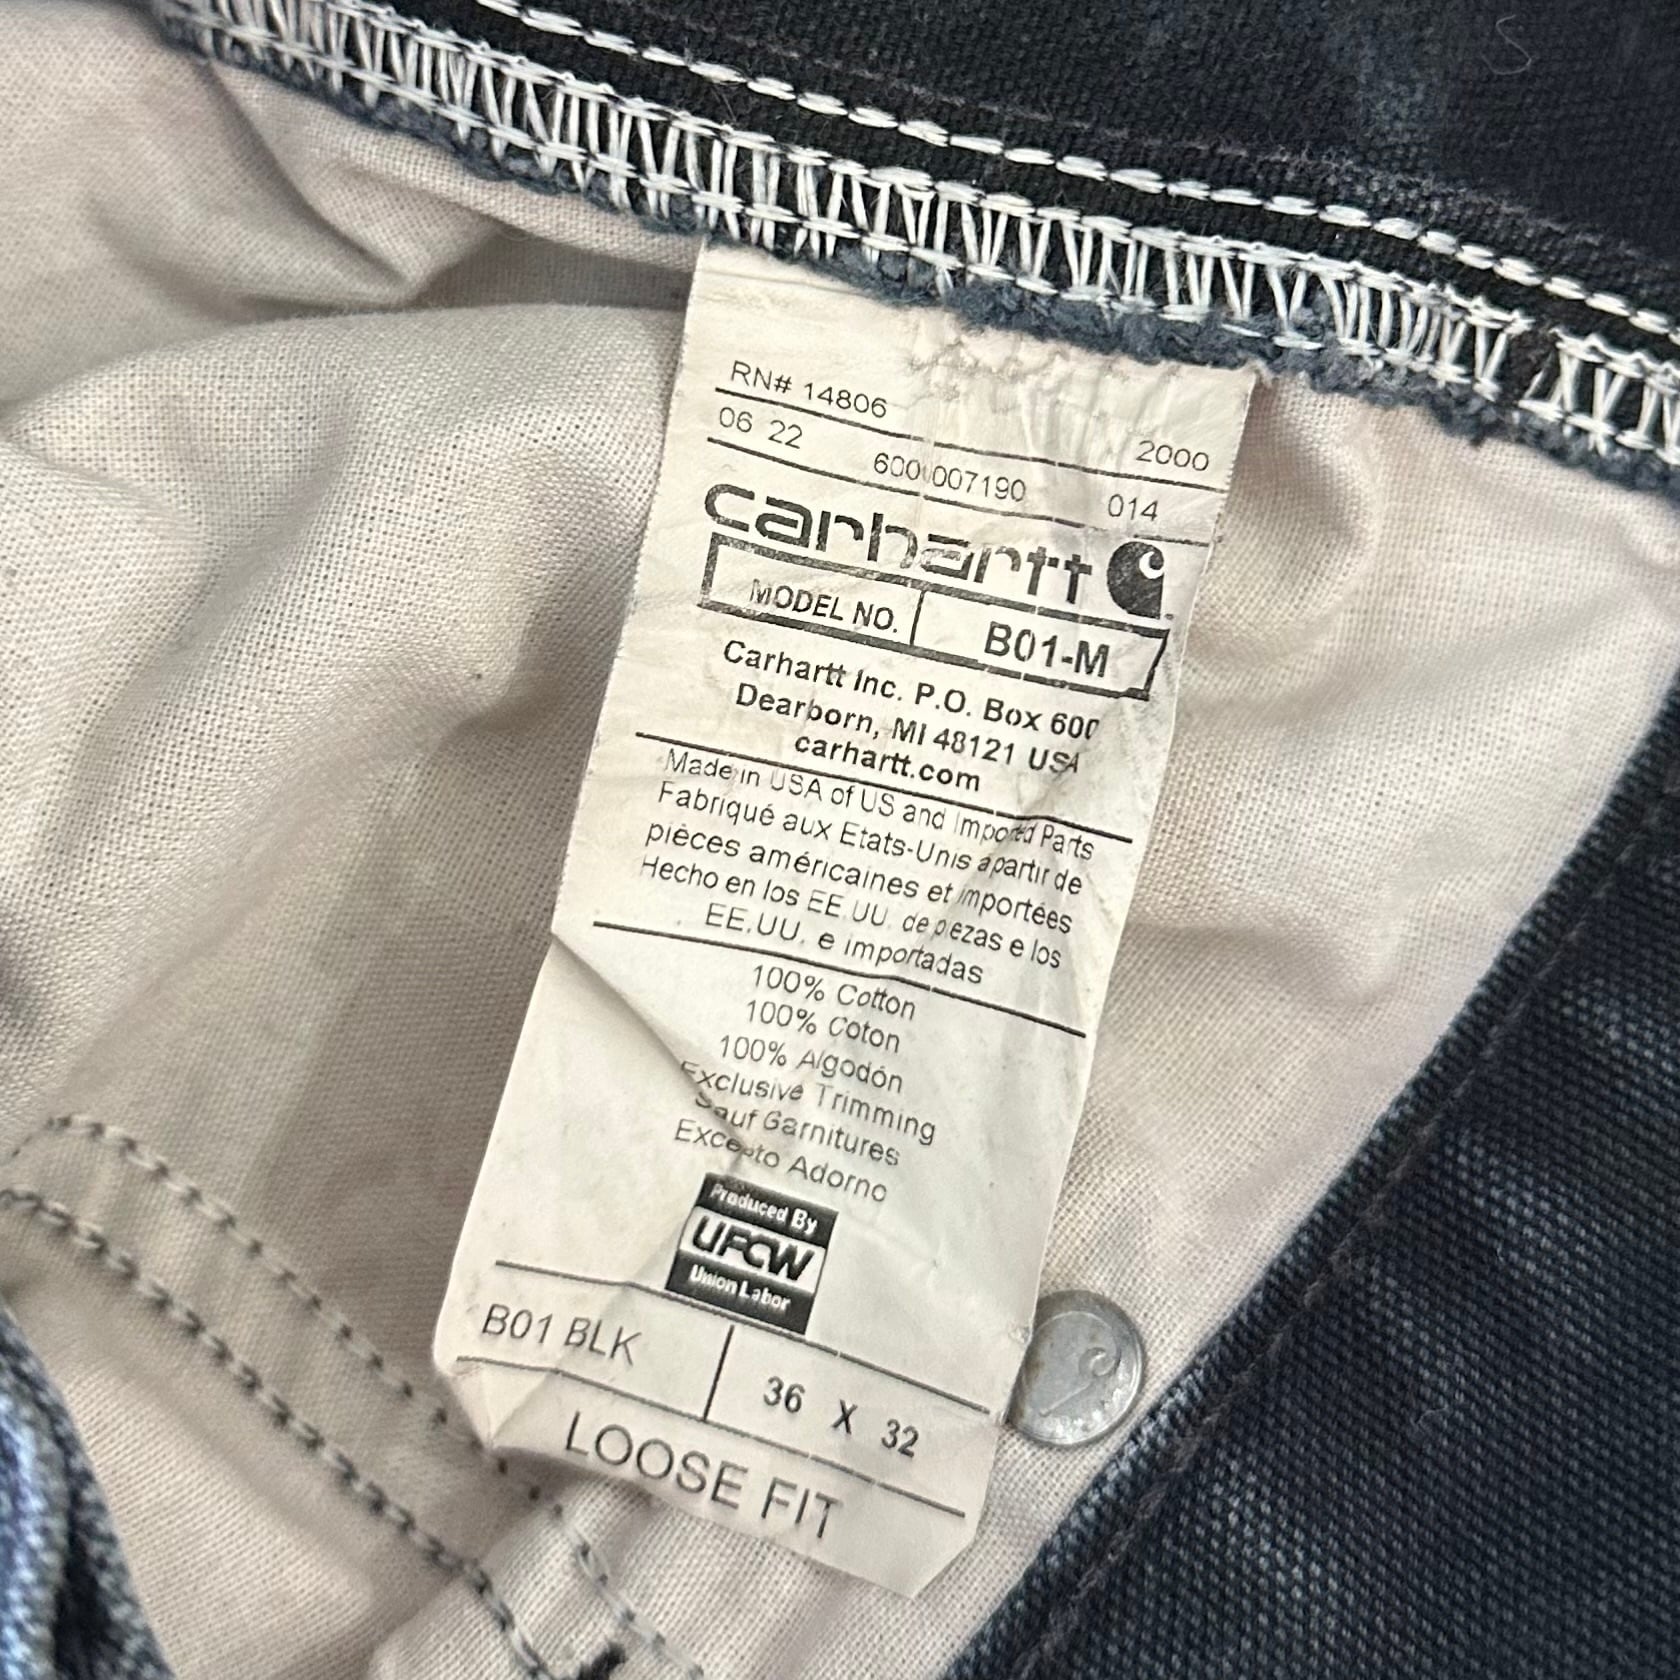 RN# 14806
2000
06 22 6000007190 014
carhartt
MODEL NO. B01-M
Carhartt Inc. P.O. Box 600
Dearborn, MI 48121 USA
carhartt.com
Made in USA of US and Imported Parts
Fabriqué aux Etats-Unis apartir de
pièces américaines et importées
Hecho en los EE.UU. de piezas e los
EE.UU. e importadas
100% Cotton
100% Coton
100% Algodón
Exclusive Trimming
Sauf Garnitures
Excepto Adorno
Produced By
UFCW
Union Labor
B01 BLK 36 X 32
LOOSE FIT